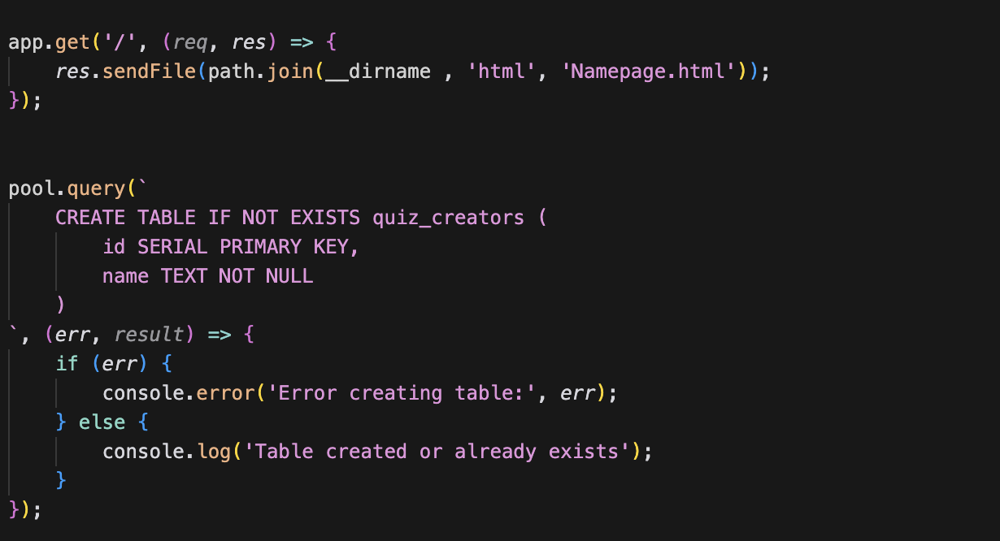 app.get('/', (req, res) => {
    res.sendFile(path.join(__dirname , 'html', 'Namepage.html'));
});
pool.query(`
    CREATE TABLE IF NOT EXISTS quiz_creators (
        id SERIAL PRIMARY KEY,
        name TEXT NOT NULL
    )
`, (err, result) => {
    if (err) {
        console.error('Error creating table:', err);
    } else {
        console.log('Table created or already exists');
    }
});